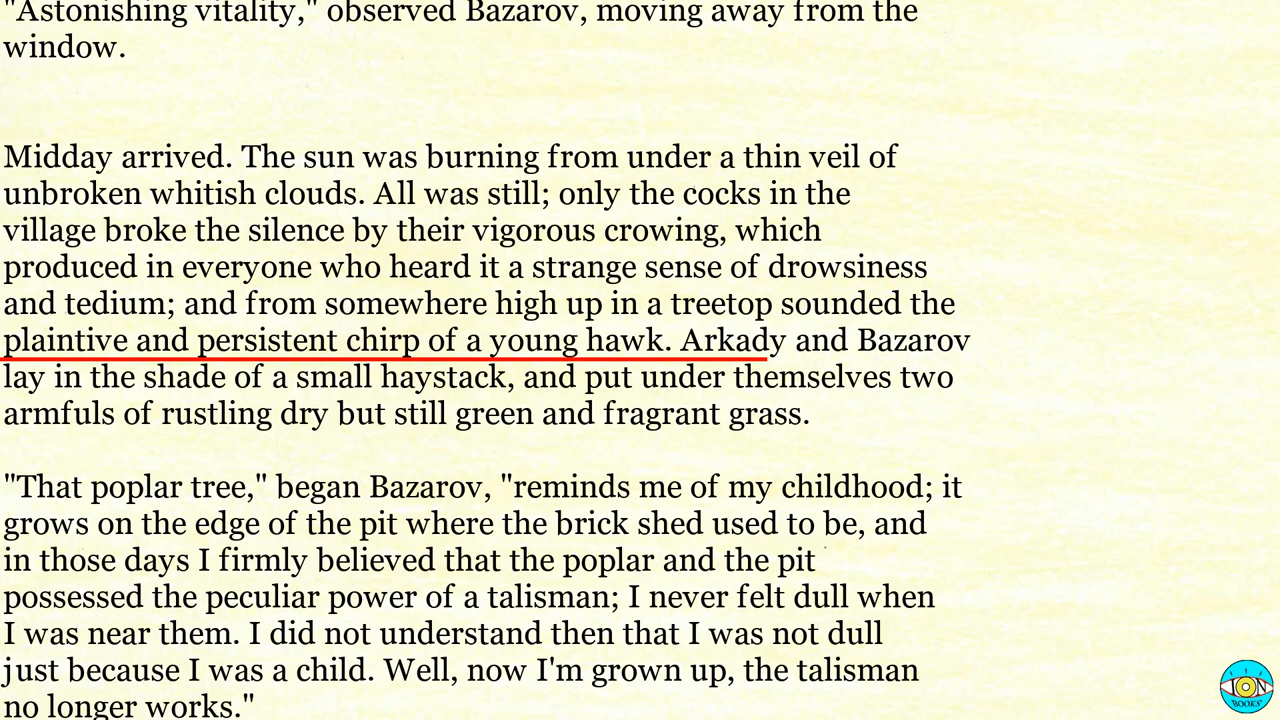 "Astonishing vitality," observed Bazarov, moving away from the
window.
Midday arrived. The sun was burning from under a thin veil of
unbroken whitish clouds. All was still; only the cocks in the
village broke the silence by their vigorous crowing, which
produced in everyone who heard it a strange sense of drowsiness
and tedium; and from somewhere high up in a treetop sounded the
plaintive and persistent chirp of a young hawk. Arkady and Bazarov
lay in the shade of a small haystack, and put under themselves two
armfuls of rustling dry but still green and fragrant grass.
"That poplar tree," began Bazarov, "reminds me of my childhood; it
grows on the edge of the pit where the brick shed used to be, and
in those days I firmly believed that the poplar and the pit
possessed the peculiar power of a talisman; I never felt dull when
I was near them. I did not understand then that I was not dull
just because I was a child. Well, now I'm grown up, the talisman
no longer works."
ION
BOOKS